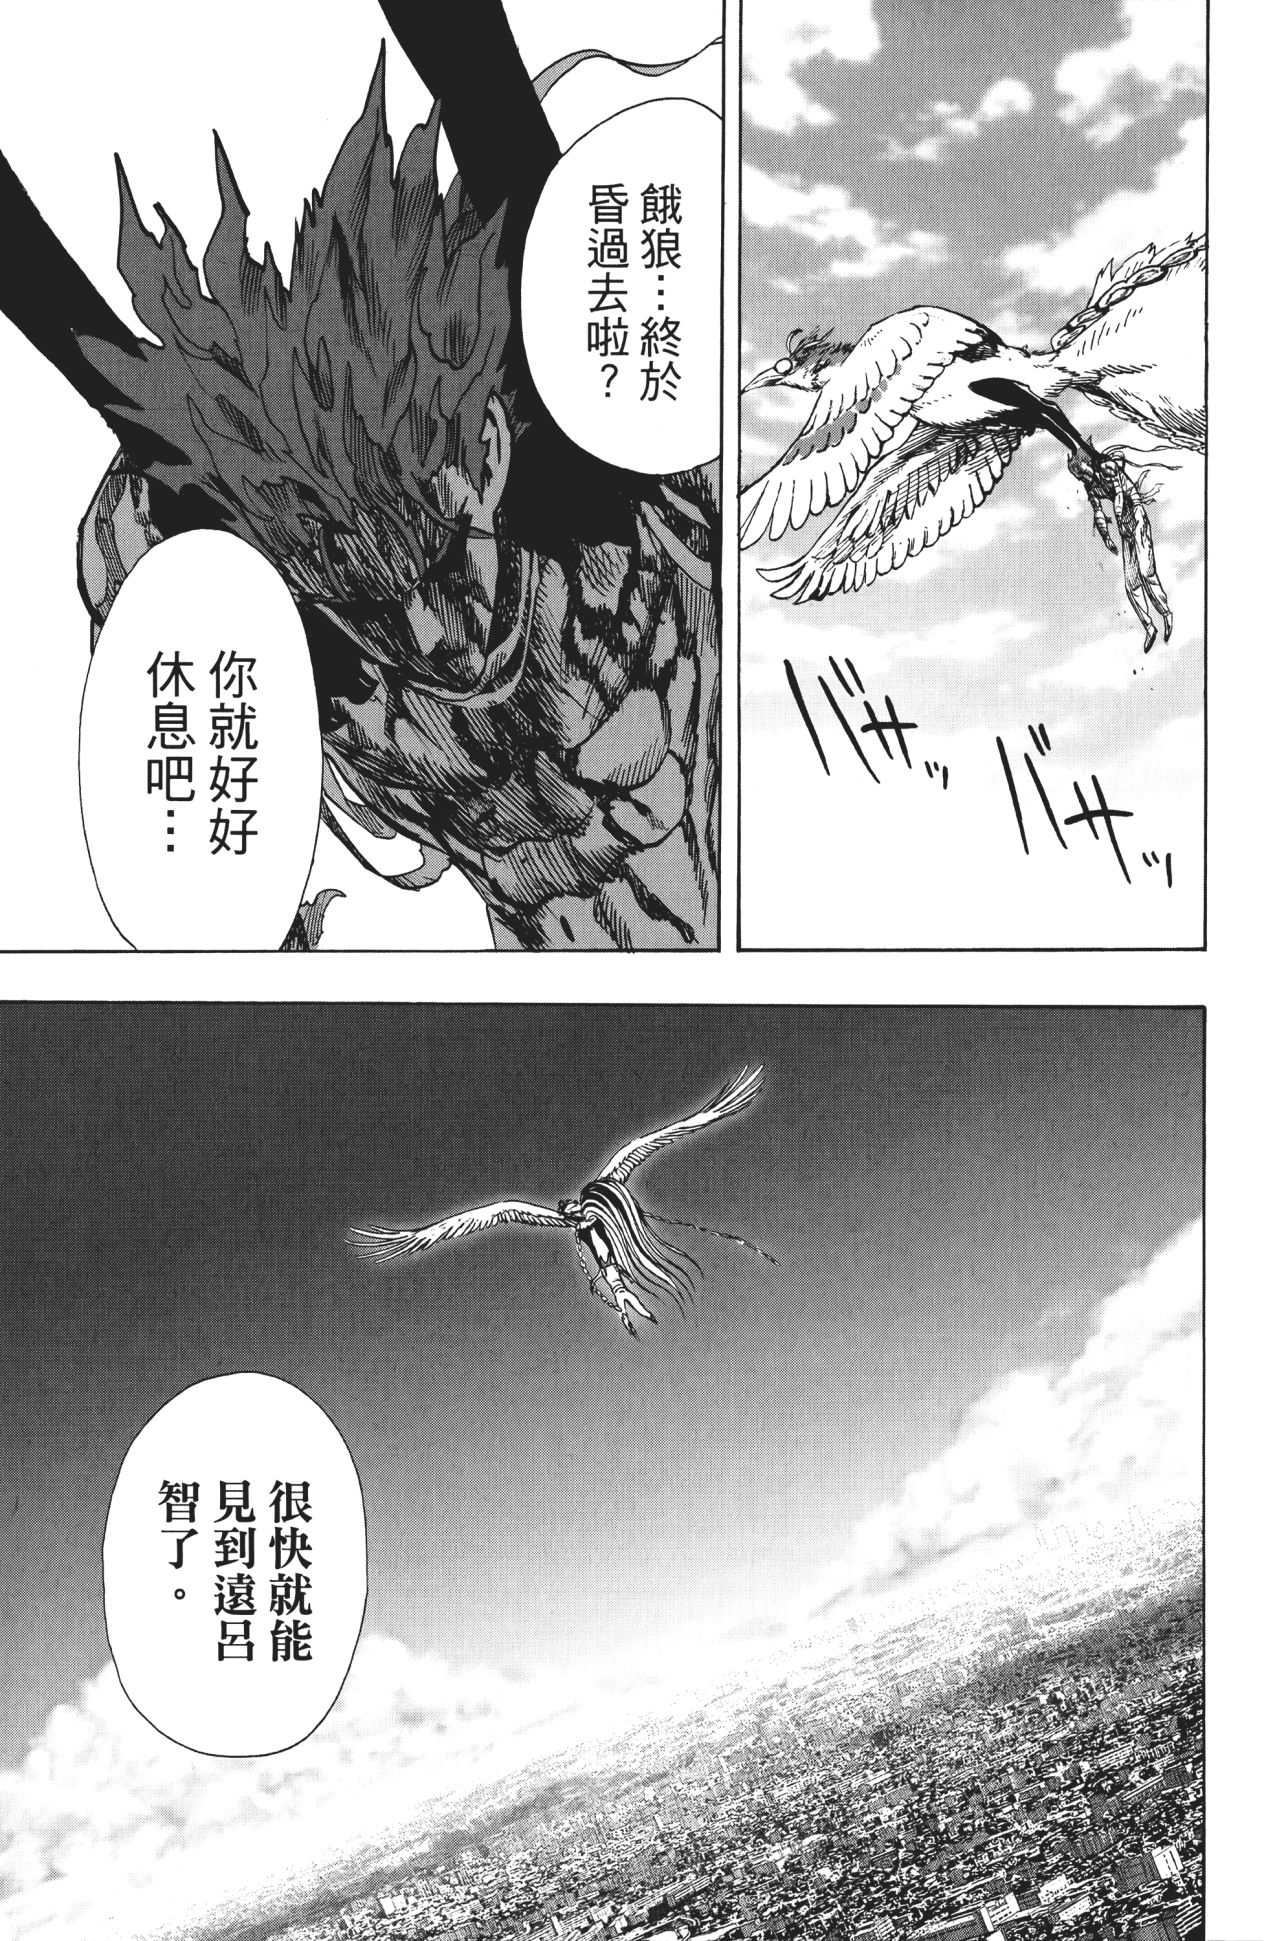 バサッ
バサッ
餓狼…終於
昏過去啦？
你就好好
休息吧…
很快就能
見到遠呂
智了。